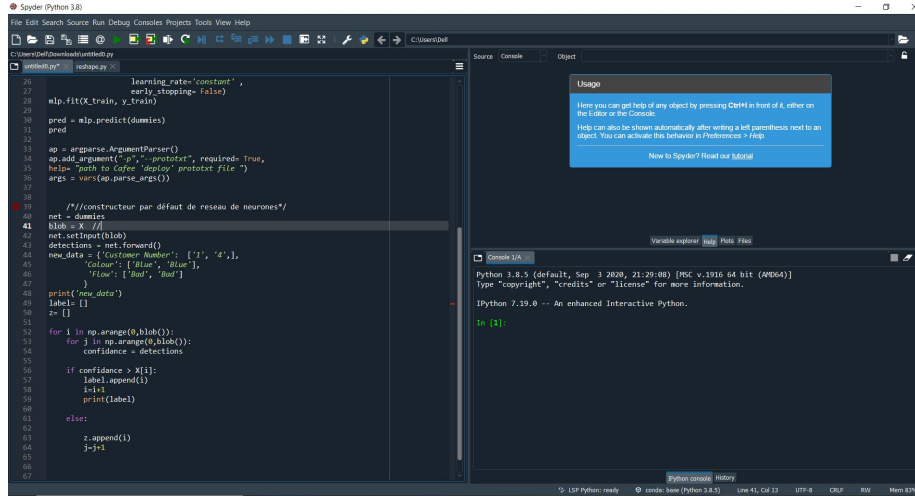 Spyder (Python 3.8)
File Edit Search Source Run Debug Consoles Projects Tools View Help
C:\Users\Dell
C:\Users\Dell\Downloads\untitled0.py
untitled0.py* reshape.py
26 learning_rate='constant' ,
27 early_stopping= False)
28 mlp.fit(X_train, y_train)
29
30 pred = mlp.predict(dummies)
31 pred
32
33 ap = argparse.ArgumentParser()
34 ap.add_argument("-p","--prototxt", required= True,
35 help= "path to Cafee 'deploy' prototxt file ")
36 args = vars(ap.parse_args())
37
38
39 /*//constructeur par défaut de reseau de neurones*/
40 net = dummies
41 blob = X //
42 net.setInput(blob)
43 detections = net.forward()
44 new_data = {'Customer Number': ['1', '4',],
45 'Colour': ['Blue', 'Blue'],
46 'Flow': ['Bad', 'Bad']
47 }
48 print('new_data')
49 label= []
50 z= []
51
52 for i in np.arange(0,blob()):
53 for j in np.arange(0,blob()):
54 confidance = detections
55
56 if confidance > X[i]:
57 label.append(i)
58 i=i+1
59 print(label)
60
61 else:
62
63 z.append(i)
64 j=j+1
65
66
67
Source Console Object
Usage
Here you can get help of any object by pressing Ctrl+I in front of it, either on
the Editor or the Console.
Help can also be shown automatically after writing a left parenthesis next to an
object. You can activate this behavior in Preferences > Help.
New to Spyder? Read our tutorial
Variable explorer Help Plots Files
Console 1/A
Python 3.8.5 (default, Sep 3 2020, 21:29:08) [MSC v.1916 64 bit (AMD64)]
Type "copyright", "credits" or "license" for more information.
IPython 7.19.0 -- An enhanced Interactive Python.
In [1]:
IPython console History
LSP Python: ready conda: base (Python 3.8.5) Line 41, Col 13 UTF-8 CRLF RW Mem 83%